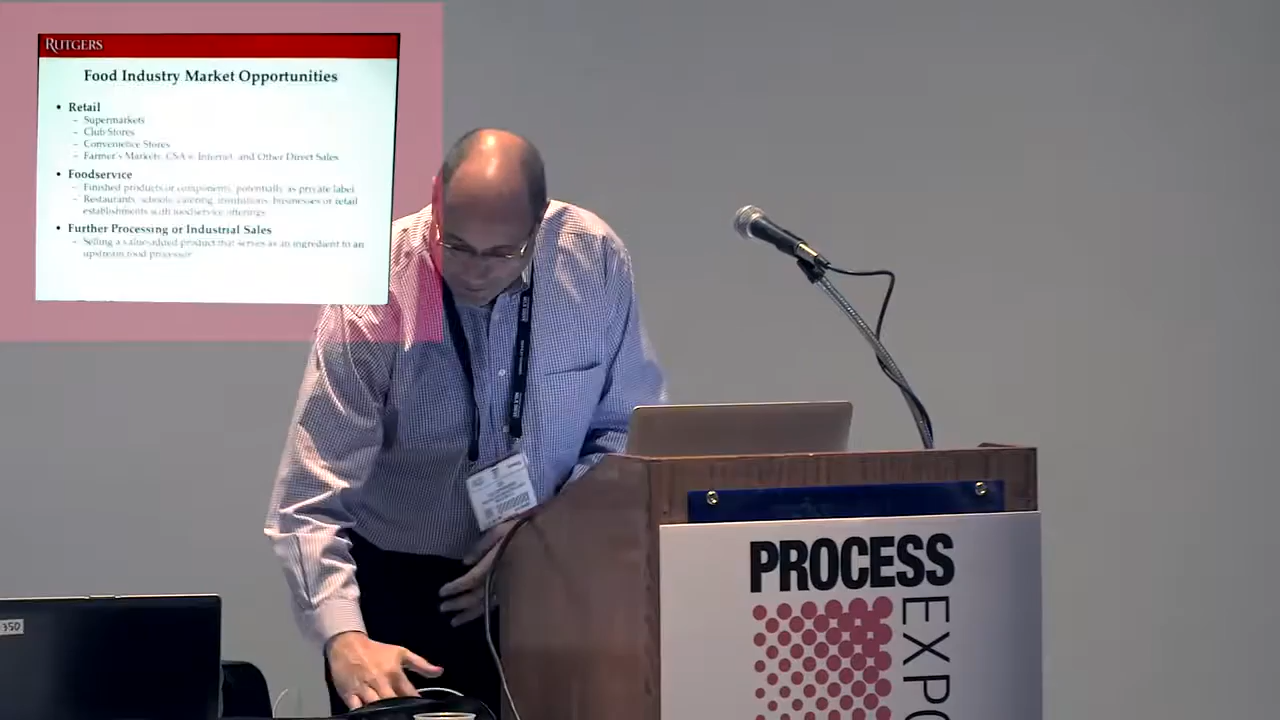 RUTGERS
Food Industry Market Opportunities
• Retail
– Supermarkets
– Club Stores
– Convenience Stores
– Farmer's Markets, CSA's, Internet, and Other Direct Sales
• Foodservice
– Finished products or components, potentially as private label
– Restaurants, schools, catering, institutions, businesses or retail
establishments with foodservice offerings
• Further Processing or Industrial Sales
– Selling a value-added product that serves as an ingredient to an
upstream food processor
350
PROCESS
EXPO